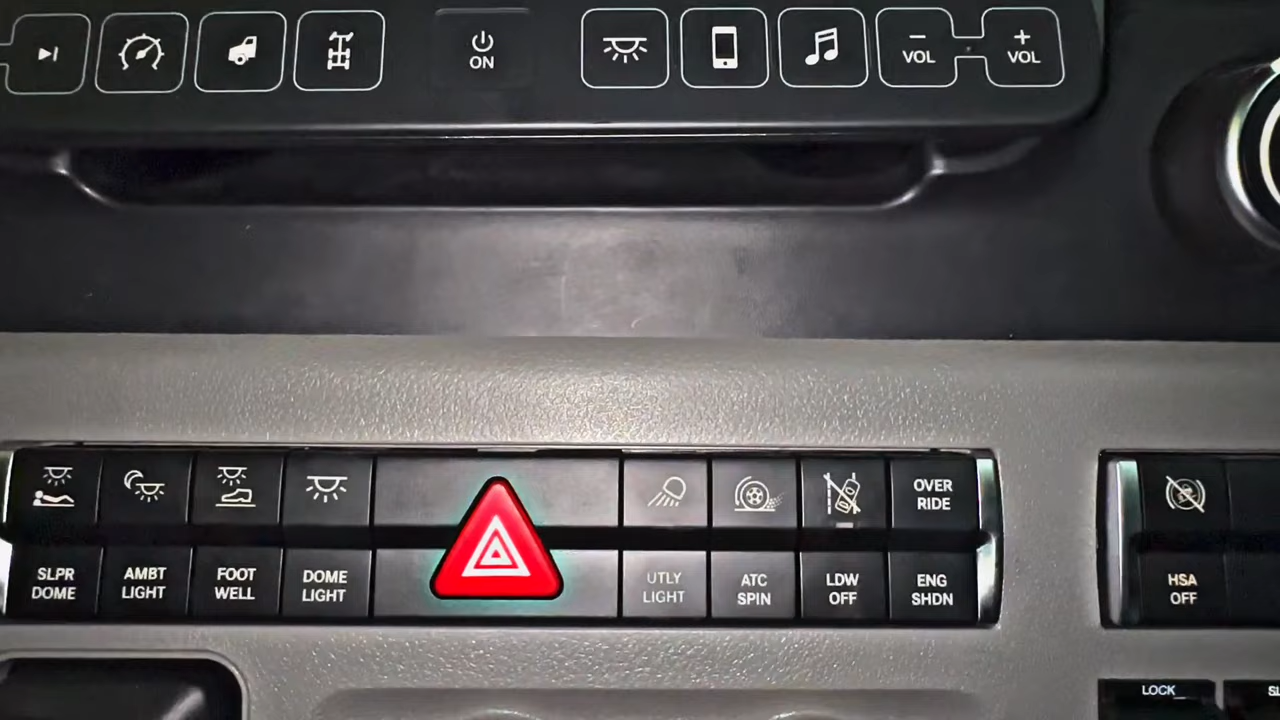 ON
VOL
VOL
OVER
RIDE
SLPR
DOME
AMBT
LIGHT
FOOT
WELL
DOME
LIGHT
UTLY
LIGHT
ATC
SPIN
LDW
OFF
ENG
SHDN
HSA
OFF
LOCK